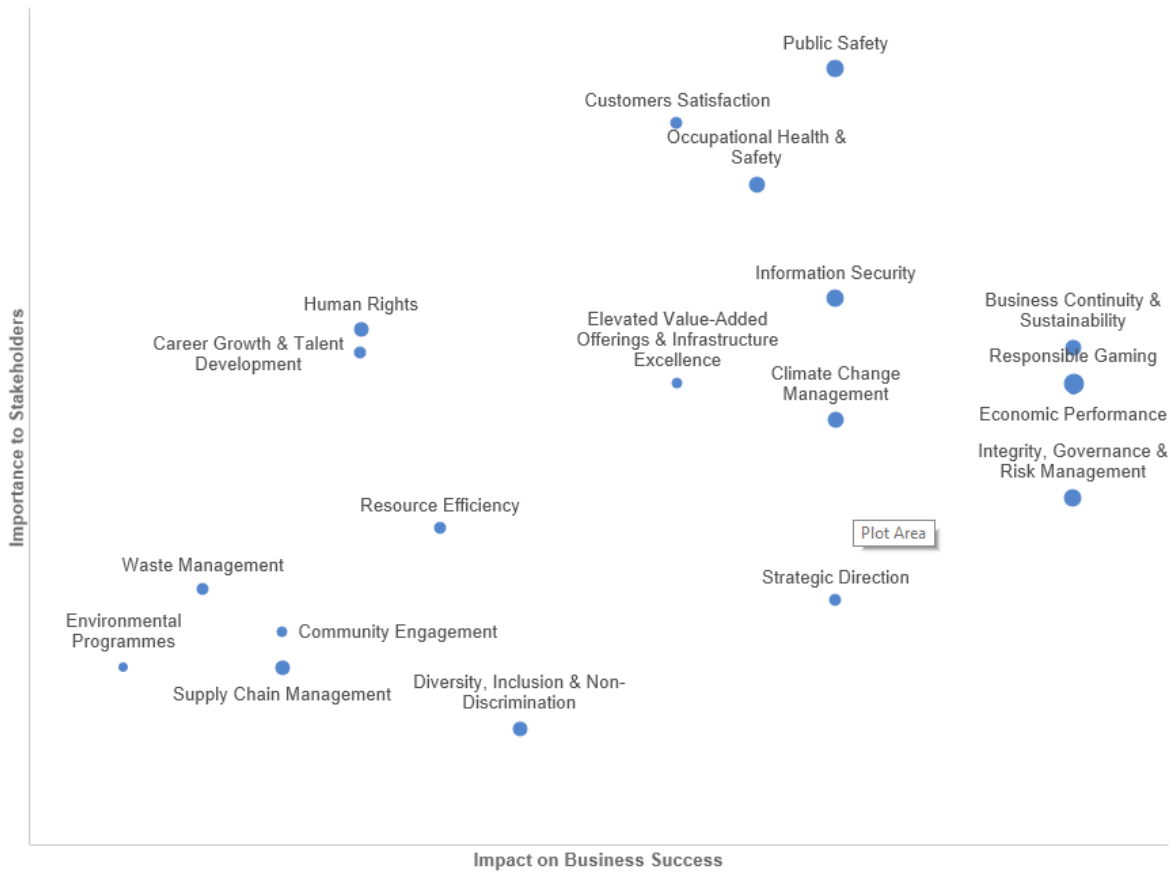 Public Safety
Customers Satisfaction
Occupational Health &
Safety
Information Security
Human Rights
Business Continuity &
Sustainability
Elevated Value-Added
Offerings & Infrastructure
Excellence
Career Growth & Talent
Development
Responsible Gaming
Climate Change
Management
Economic Performance
Integrity, Governance &
Risk Management
Resource Efficiency
Plot Area
Waste Management
Strategic Direction
Environmental
Programmes
Community Engagement
Supply Chain Management
Diversity, Inclusion & Non-
Discrimination
Importance to Stakeholders
Impact on Business Success